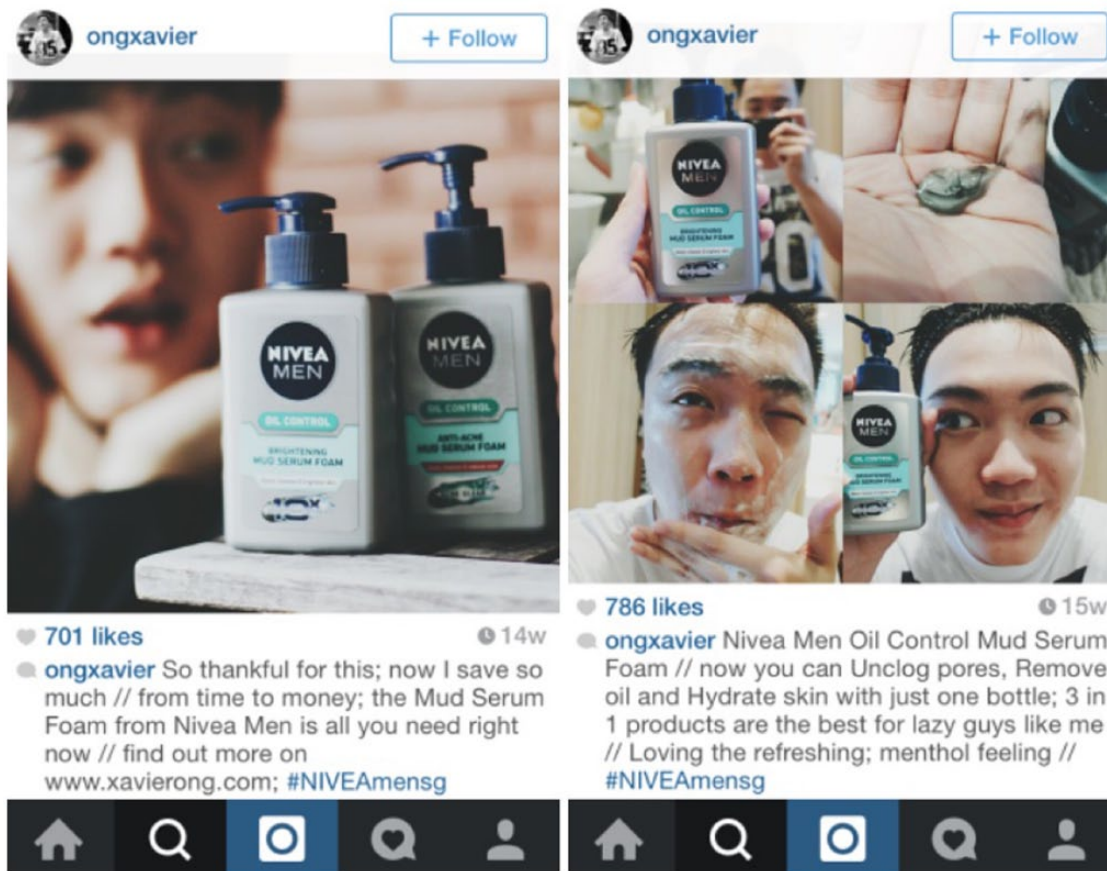 ongxavier
+ Follow
NIVEA
MEN
OIL CONTROL
BRIGHTENING
MUD SERUM FOAM
10X
NIVEA
MEN
OIL CONTROL
ANTI-ACNE
MUD SERUM FOAM
701 likes
14w
ongxavier So thankful for this; now I save so
much // from time to money; the Mud Serum
Foam from Nivea Men is all you need right
now // find out more on
www.xavierong.com; #NIVEAmensg
ongxavier
+ Follow
NIVEA
MEN
OIL CONTROL
BRIGHTENING
MUD SERUM FOAM
NIVEA
MEN
OIL CONTROL
BRIGHTENING
MUD SERUM FOAM
786 likes
15w
ongxavier Nivea Men Oil Control Mud Serum
Foam // now you can Unclog pores, Remove
oil and Hydrate skin with just one bottle; 3 in
1 products are the best for lazy guys like me
// Loving the refreshing; menthol feeling //
#NIVEAmensg